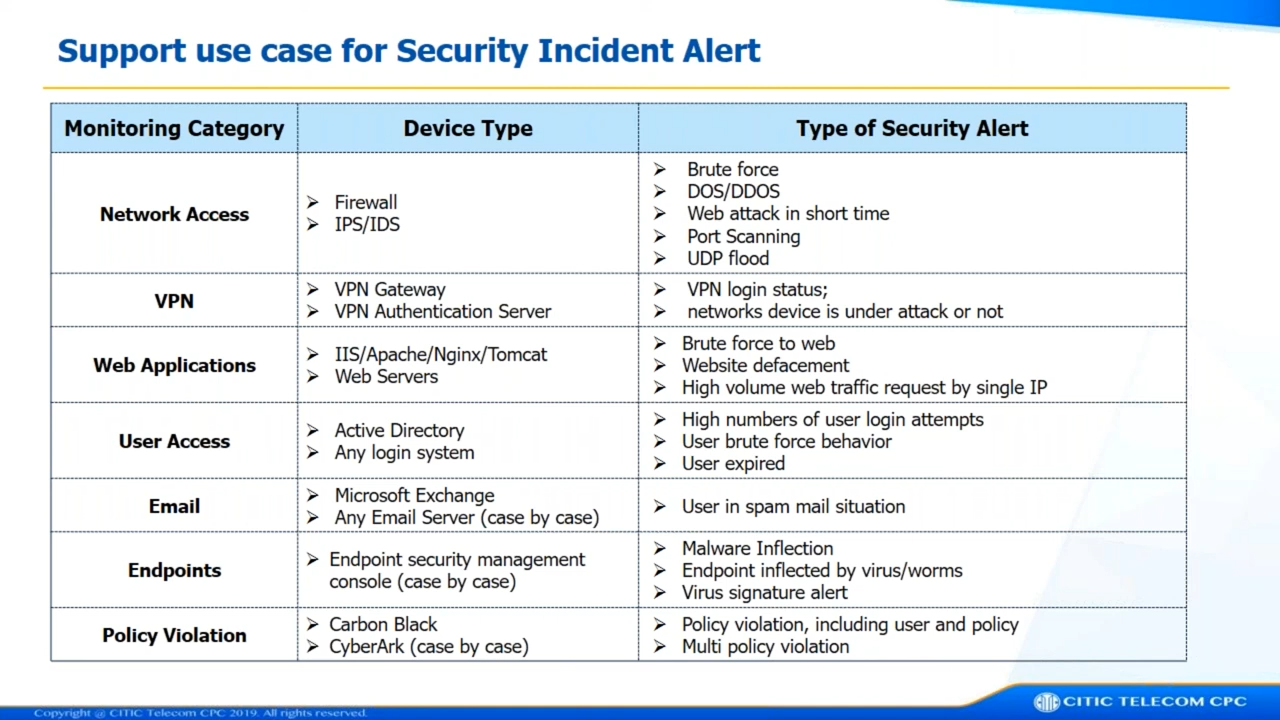 Support use case for Security Incident Alert
Monitoring Category
Device Type
Type of Security Alert
Network Access
➢ Firewall
➢ IPS/IDS
➢ Brute force
➢ DOS/DDOS
➢ Web attack in short time
➢ Port Scanning
➢ UDP flood
VPN
➢ VPN Gateway
➢ VPN Authentication Server
➢ VPN login status;
➢ networks device is under attack or not
Web Applications
➢ IIS/Apache/Nginx/Tomcat
➢ Web Servers
➢ Brute force to web
➢ Website defacement
➢ High volume web traffic request by single IP
User Access
➢ Active Directory
➢ Any login system
➢ High numbers of user login attempts
➢ User brute force behavior
➢ User expired
Email
➢ Microsoft Exchange
➢ Any Email Server (case by case)
➢ User in spam mail situation
Endpoints
➢ Endpoint security management
console (case by case)
➢ Malware Inflection
➢ Endpoint inflected by virus/worms
➢ Virus signature alert
Policy Violation
➢ Carbon Black
➢ CyberArk (case by case)
➢ Policy violation, including user and policy
➢ Multi policy violation
Copyright @ CITIC Telecom CPC 2019. All rights reserved.
CITIC TELECOM CPC